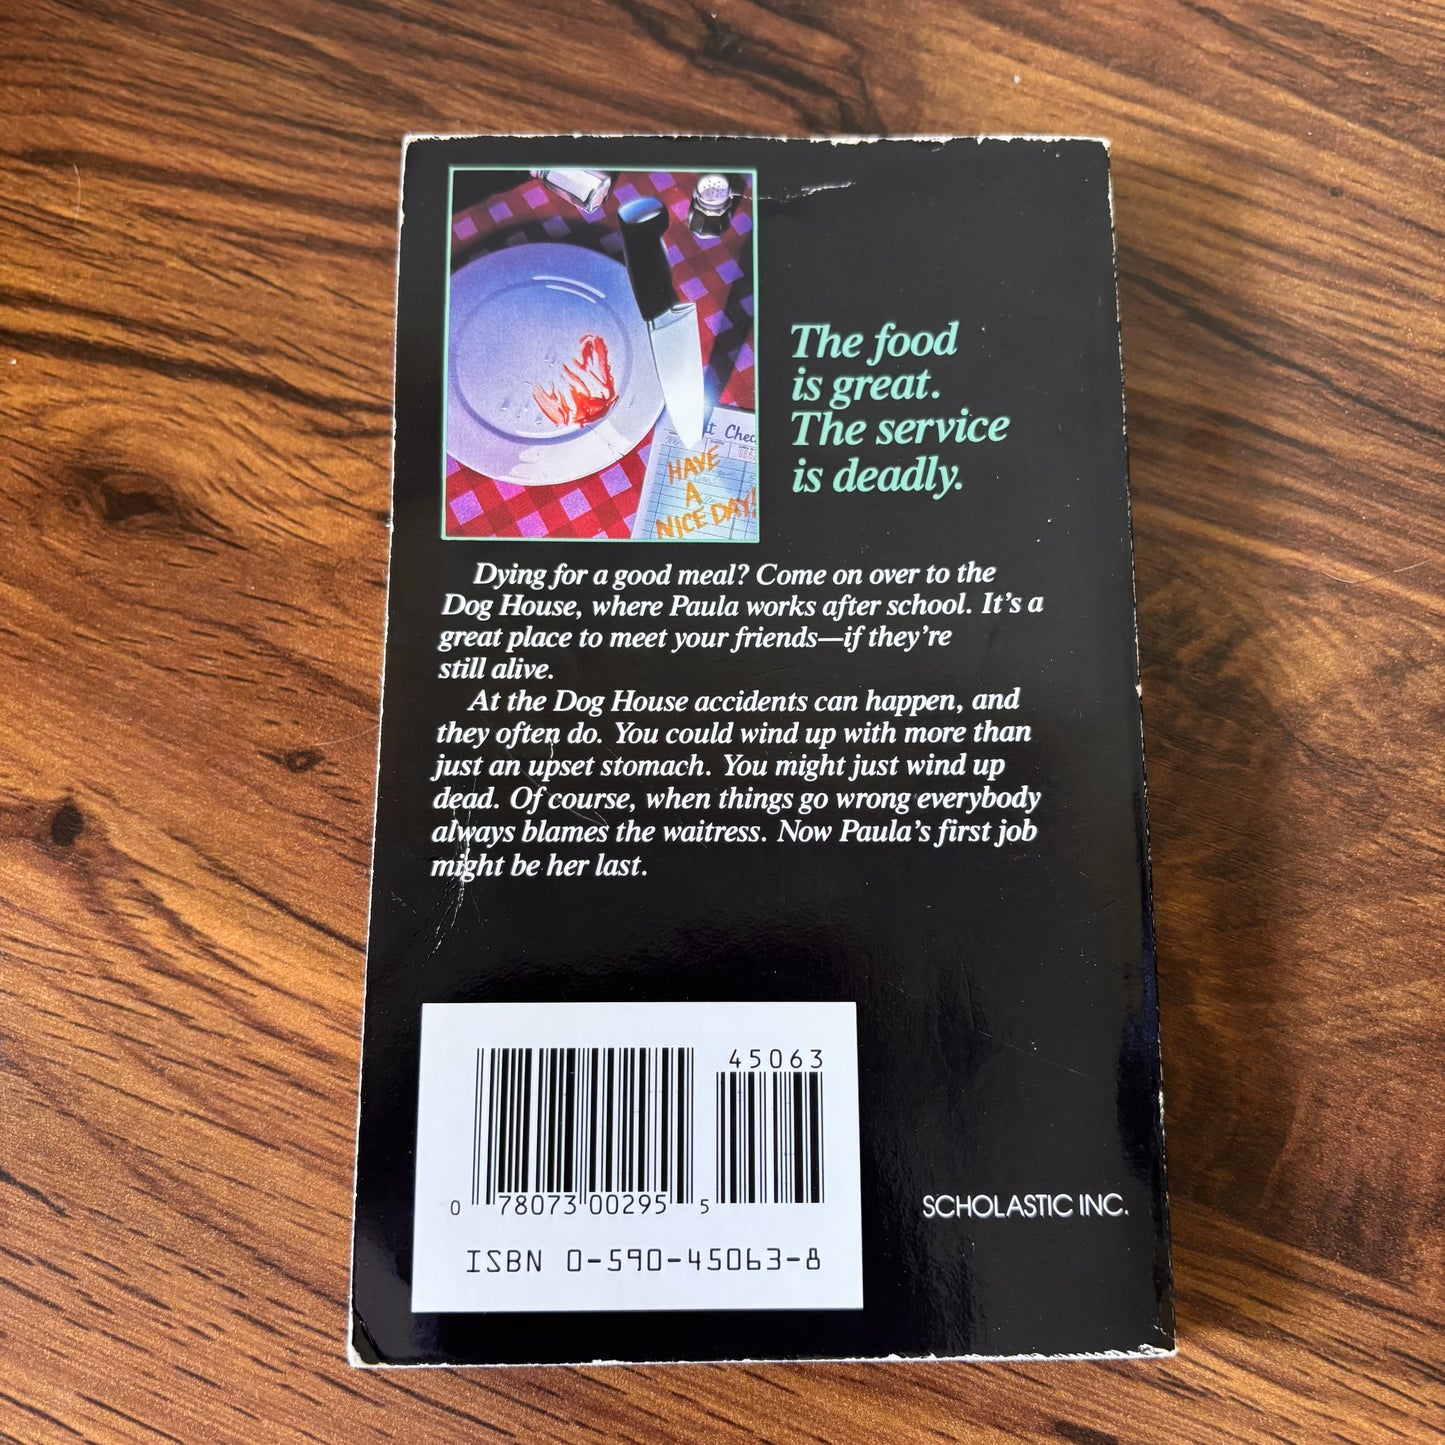 The food
is great.
The service
is deadly.
t Chec
HAVE
A
NICE DAY!
Dying for a good meal? Come on over to the
Dog House, where Paula works after school. It's a
great place to meet your friends—if they're
still alive.
At the Dog House accidents can happen, and
they often do. You could wind up with more than
just an upset stomach. You might just wind up
dead. Of course, when things go wrong everybody
always blames the waitress. Now Paula's first job
might be her last.
45063
0 78073 00295 5
ISBN 0-590-45063-8
SCHOLASTIC INC.